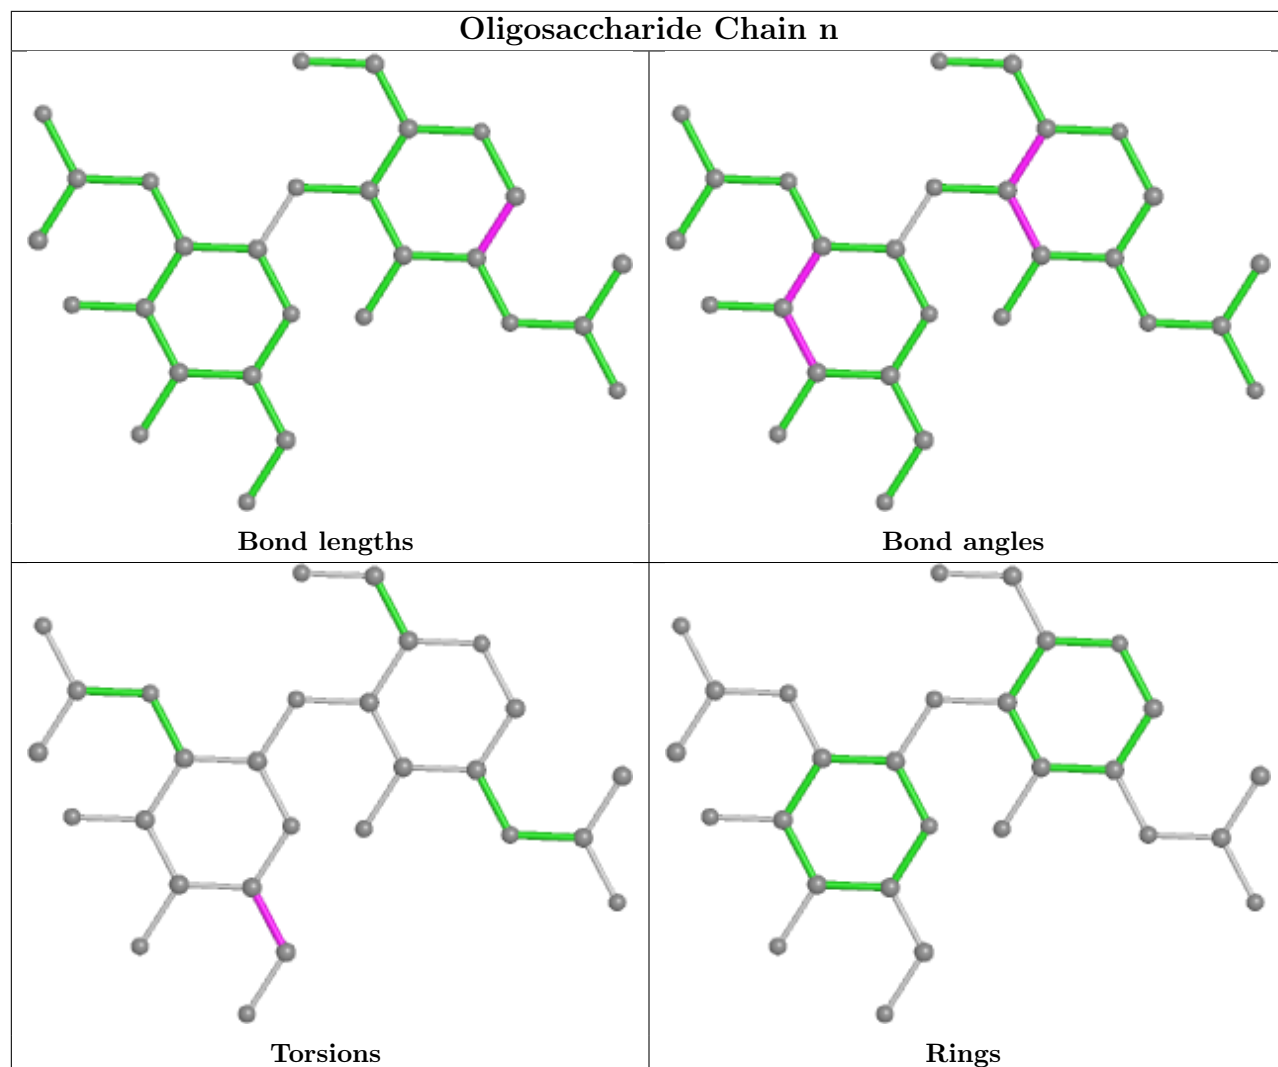 Oligosaccharide Chain n
Bond lengths
Bond angles
Torsions
Rings